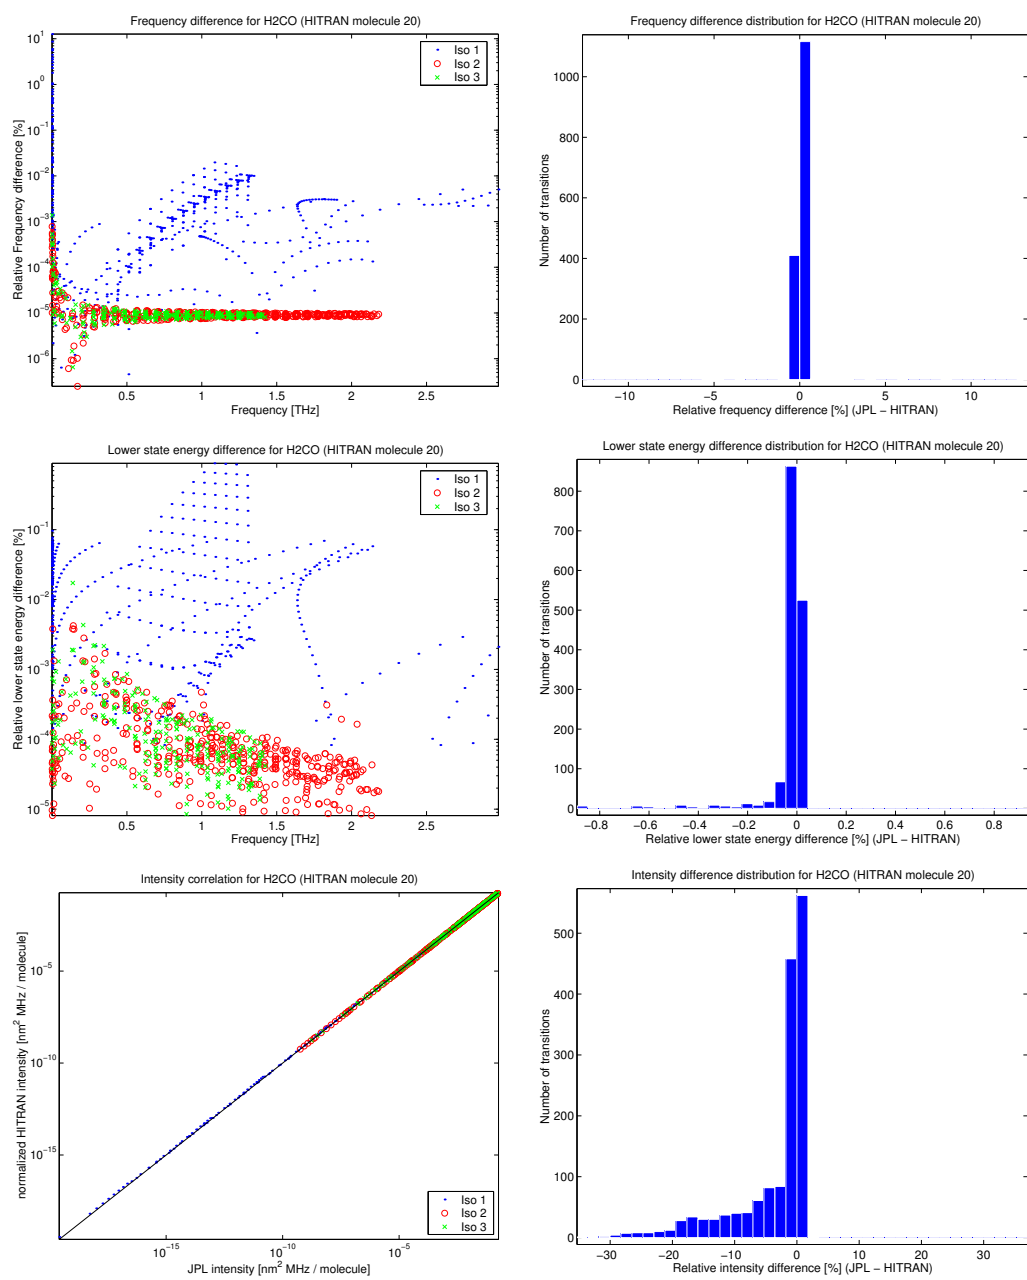 Frequency difference for H2CO (HITRAN molecule 20)
Relative Frequency difference [%]
10^1
10^0
10^-1
10^-2
10^-3
10^-4
10^-5
10^-6
Iso 1
Iso 2
Iso 3
0.5 1 1.5 2 2.5
Frequency [THz]
Frequency difference distribution for H2CO (HITRAN molecule 20)
Number of transitions
1000
800
600
400
200
0
−10 −5 0 5 10
Relative frequency difference [%] (JPL − HITRAN)
Lower state energy difference for H2CO (HITRAN molecule 20)
Relative lower state energy difference [%]
10^-1
10^-2
10^-3
10^-4
10^-5
Iso 1
Iso 2
Iso 3
0.5 1 1.5 2 2.5
Frequency [THz]
Lower state energy difference distribution for H2CO (HITRAN molecule 20)
Number of transitions
800
700
600
500
400
300
200
100
0
−0.8 −0.6 −0.4 −0.2 0 0.2 0.4 0.6 0.8
Relative lower state energy difference [%] (JPL − HITRAN)
Intensity correlation for H2CO (HITRAN molecule 20)
normalized HITRAN intensity [nm^2 MHz / molecule]
10^-5
10^-10
10^-15
Iso 1
Iso 2
Iso 3
10^-15 10^-10 10^-5
JPL intensity [nm^2 MHz / molecule]
Intensity difference distribution for H2CO (HITRAN molecule 20)
Number of transitions
500
400
300
200
100
0
−30 −20 −10 0 10 20 30
Relative intensity difference [%] (JPL − HITRAN)